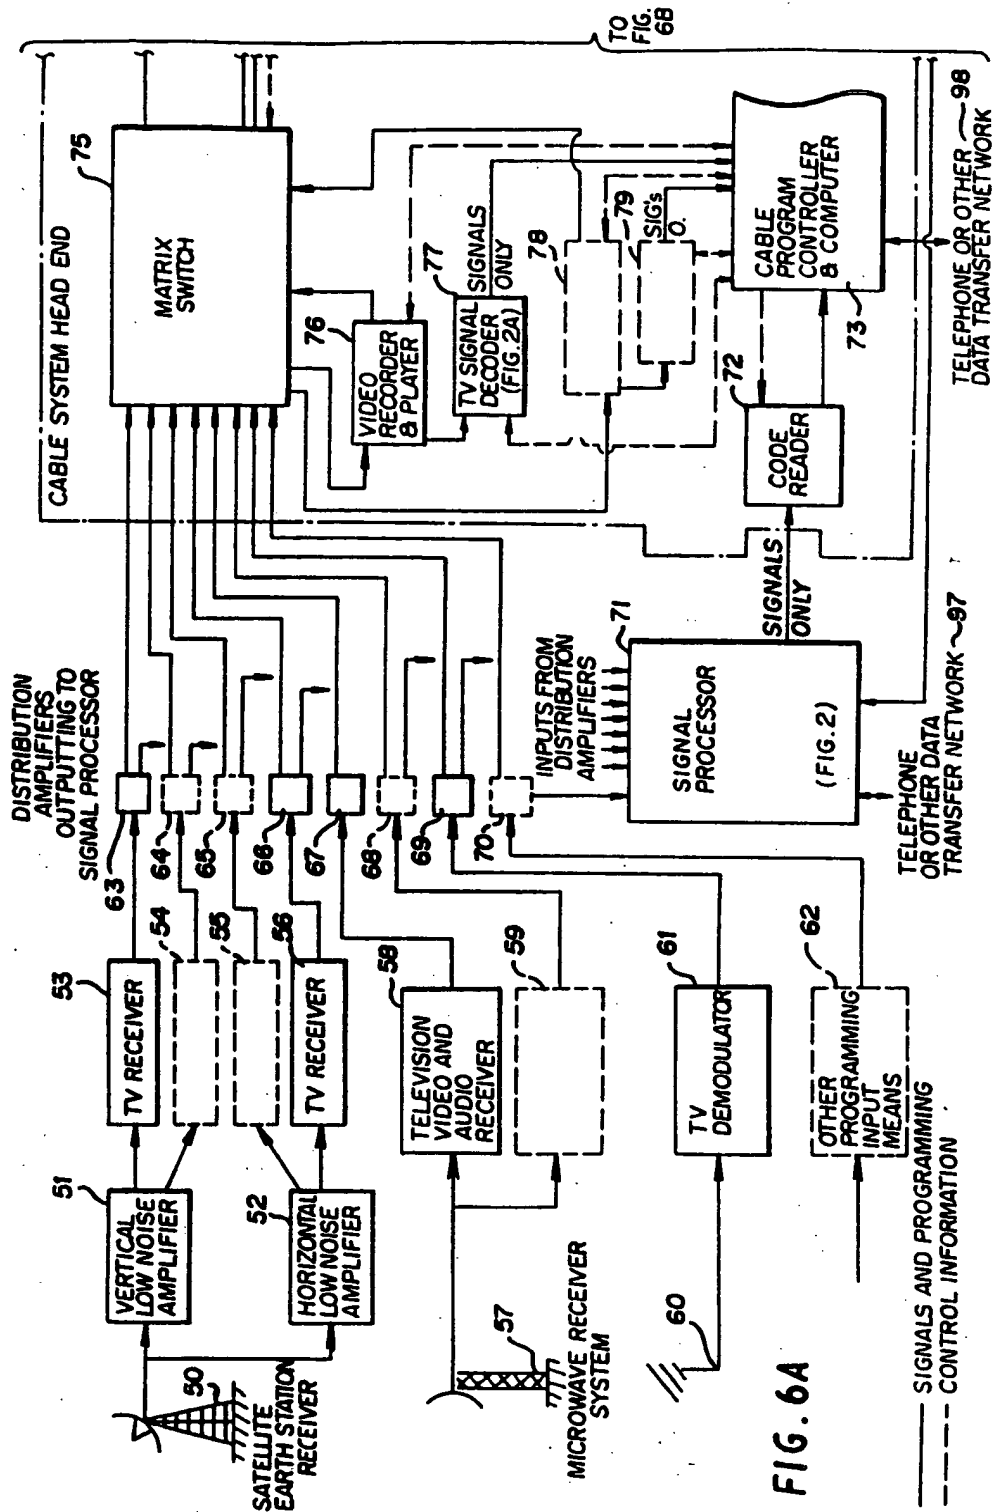 TO
FIG.
6B
CABLE SYSTEM HEAD END
MATRIX
SWITCH
75
VIDEO
RECORDER
& PLAYER
76
TV SIGNAL
DECODER
(FIG.2A)
77
SIGNALS
ONLY
78
79
SIG'S
O.
CABLE
PROGRAM
CONTROLLER
& COMPUTER
73
CODE
READER
72
TELEPHONE OR OTHER
DATA TRANSFER NETWORK
98
DISTRIBUTION
AMPLIFIERS
OUTPUTTING TO
SIGNAL PROCESSOR
63
64
65
66
67
68
69
70
INPUTS FROM
DISTRIBUTION
AMPLIFIERS
71
SIGNAL
PROCESSOR
(FIG.2)
SIGNALS
ONLY
TELEPHONE
OR OTHER DATA
TRANSFER NETWORK ~97
53
TV RECEIVER
54
55
56
TV RECEIVER
58
TELEVISION
VIDEO AND
AUDIO
RECEIVER
59
61
TV
DEMODULATOR
62
OTHER
PROGRAMMING
INPUT
MEANS
51
VERTICAL
LOW NOISE
AMPLIFIER
52
HORIZONTAL
LOW NOISE
AMPLIFIER
50
SATELLITE
EARTH STATION
RECEIVER
57
MICROWAVE RECEIVER
SYSTEM
60
FIG. 6A
SIGNALS AND PROGRAMMING
CONTROL INFORMATION